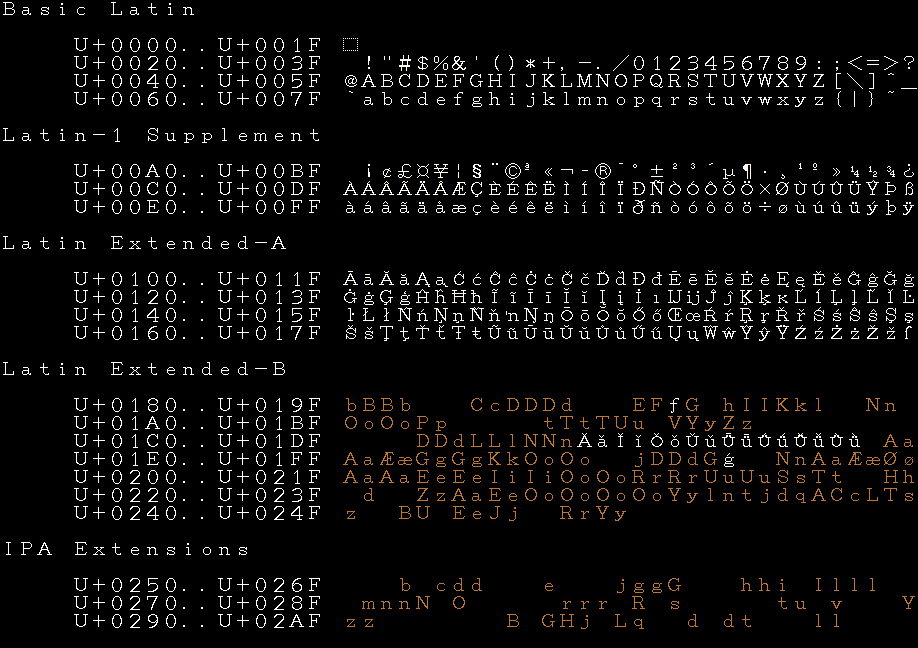 Basic Latin
U+0000..U+001F
U+0020..U+003F !"#$%&'()*+,-./0123456789:;<=>?
U+0040..U+005F @ABCDEFGHIJKLMNOPQRSTUVWXYZ[\]^_
U+0060..U+007F `abcdefghijklmnopqrstuvwxyz{|}~
Latin-1 Supplement
U+00A0..U+00BF ¡¢£¤¥¦§¨©ª«¬-®¯°±²³´µ¶·¸¹º»¼½¾¿
U+00C0..U+00DF ÀÁÂÃÄÅÆÇÈÉÊËÌÍÎÏÐÑÒÓÔÕÖ×ØÙÚÛÜÝÞß
U+00E0..U+00FF àáâãäåæçèéêëìíîïðñòóôõö÷øùúûüýþÿ
Latin Extended-A
U+0100..U+011F ĀāĂăĄąĆćĈĉĊċČčĎďĐđĒēĔĕĖėĘęĚěĜĝĞğ
U+0120..U+013F ĠġĢģĤĥĦħĨĩĪīĬĭĮįİıĲĳĴĵĶķĸĹĺĻļĽľĿ
U+0140..U+015F ŀŁłŃńŅņŇňŉŊŋŌōŎŏŐőŒœŔŕŖŗŘřŚśŜŝŞş
U+0160..U+017F ŠšŢţŤťŦŧŨũŪūŬŭŮůŰűŲųŴŵŶŷŸŹźŻżŽžſ
Latin Extended-B
U+0180..U+019F bBBb CcDDDd EFƒG hIIKkl Nn
U+01A0..U+01BF OoOoPp tTtTUu VYyZz
U+01C0..U+01DF DDdLLlNNnǍǎǏǐǑǒǓǔǕǖǗǘǙǚǛǜ Aa
U+01E0..U+01FF AaÆæGgGgKkOoOo jDDdGǵ NnAaÆæØø
U+0200..U+021F AaAaEeEeIiIiOoOoRrRrUuUuSsTt Hh
U+0220..U+023F d ZzAaEeOoOoOoOoYylntjdqACcLTs
U+0240..U+024F z BU EeJj RrYy
IPA Extensions
U+0250..U+026F b cdd e jggG hhi Illl
U+0270..U+028F mnnN O rrr R s tu v Y
U+0290..U+02AF zz B GHj Lq d dt ll